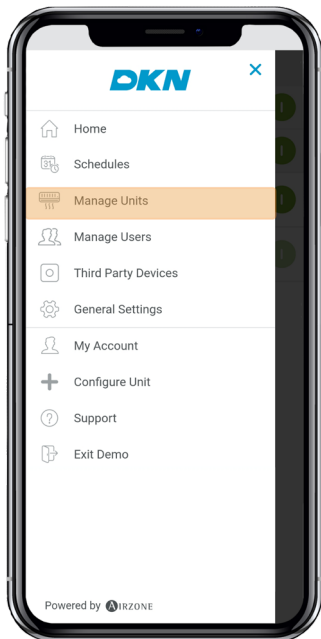 DKN
Home
31 Schedules
Manage Units
Manage Users
Third Party Devices
General Settings
My Account
Configure Unit
Support
Exit Demo
Powered by AIRZONE